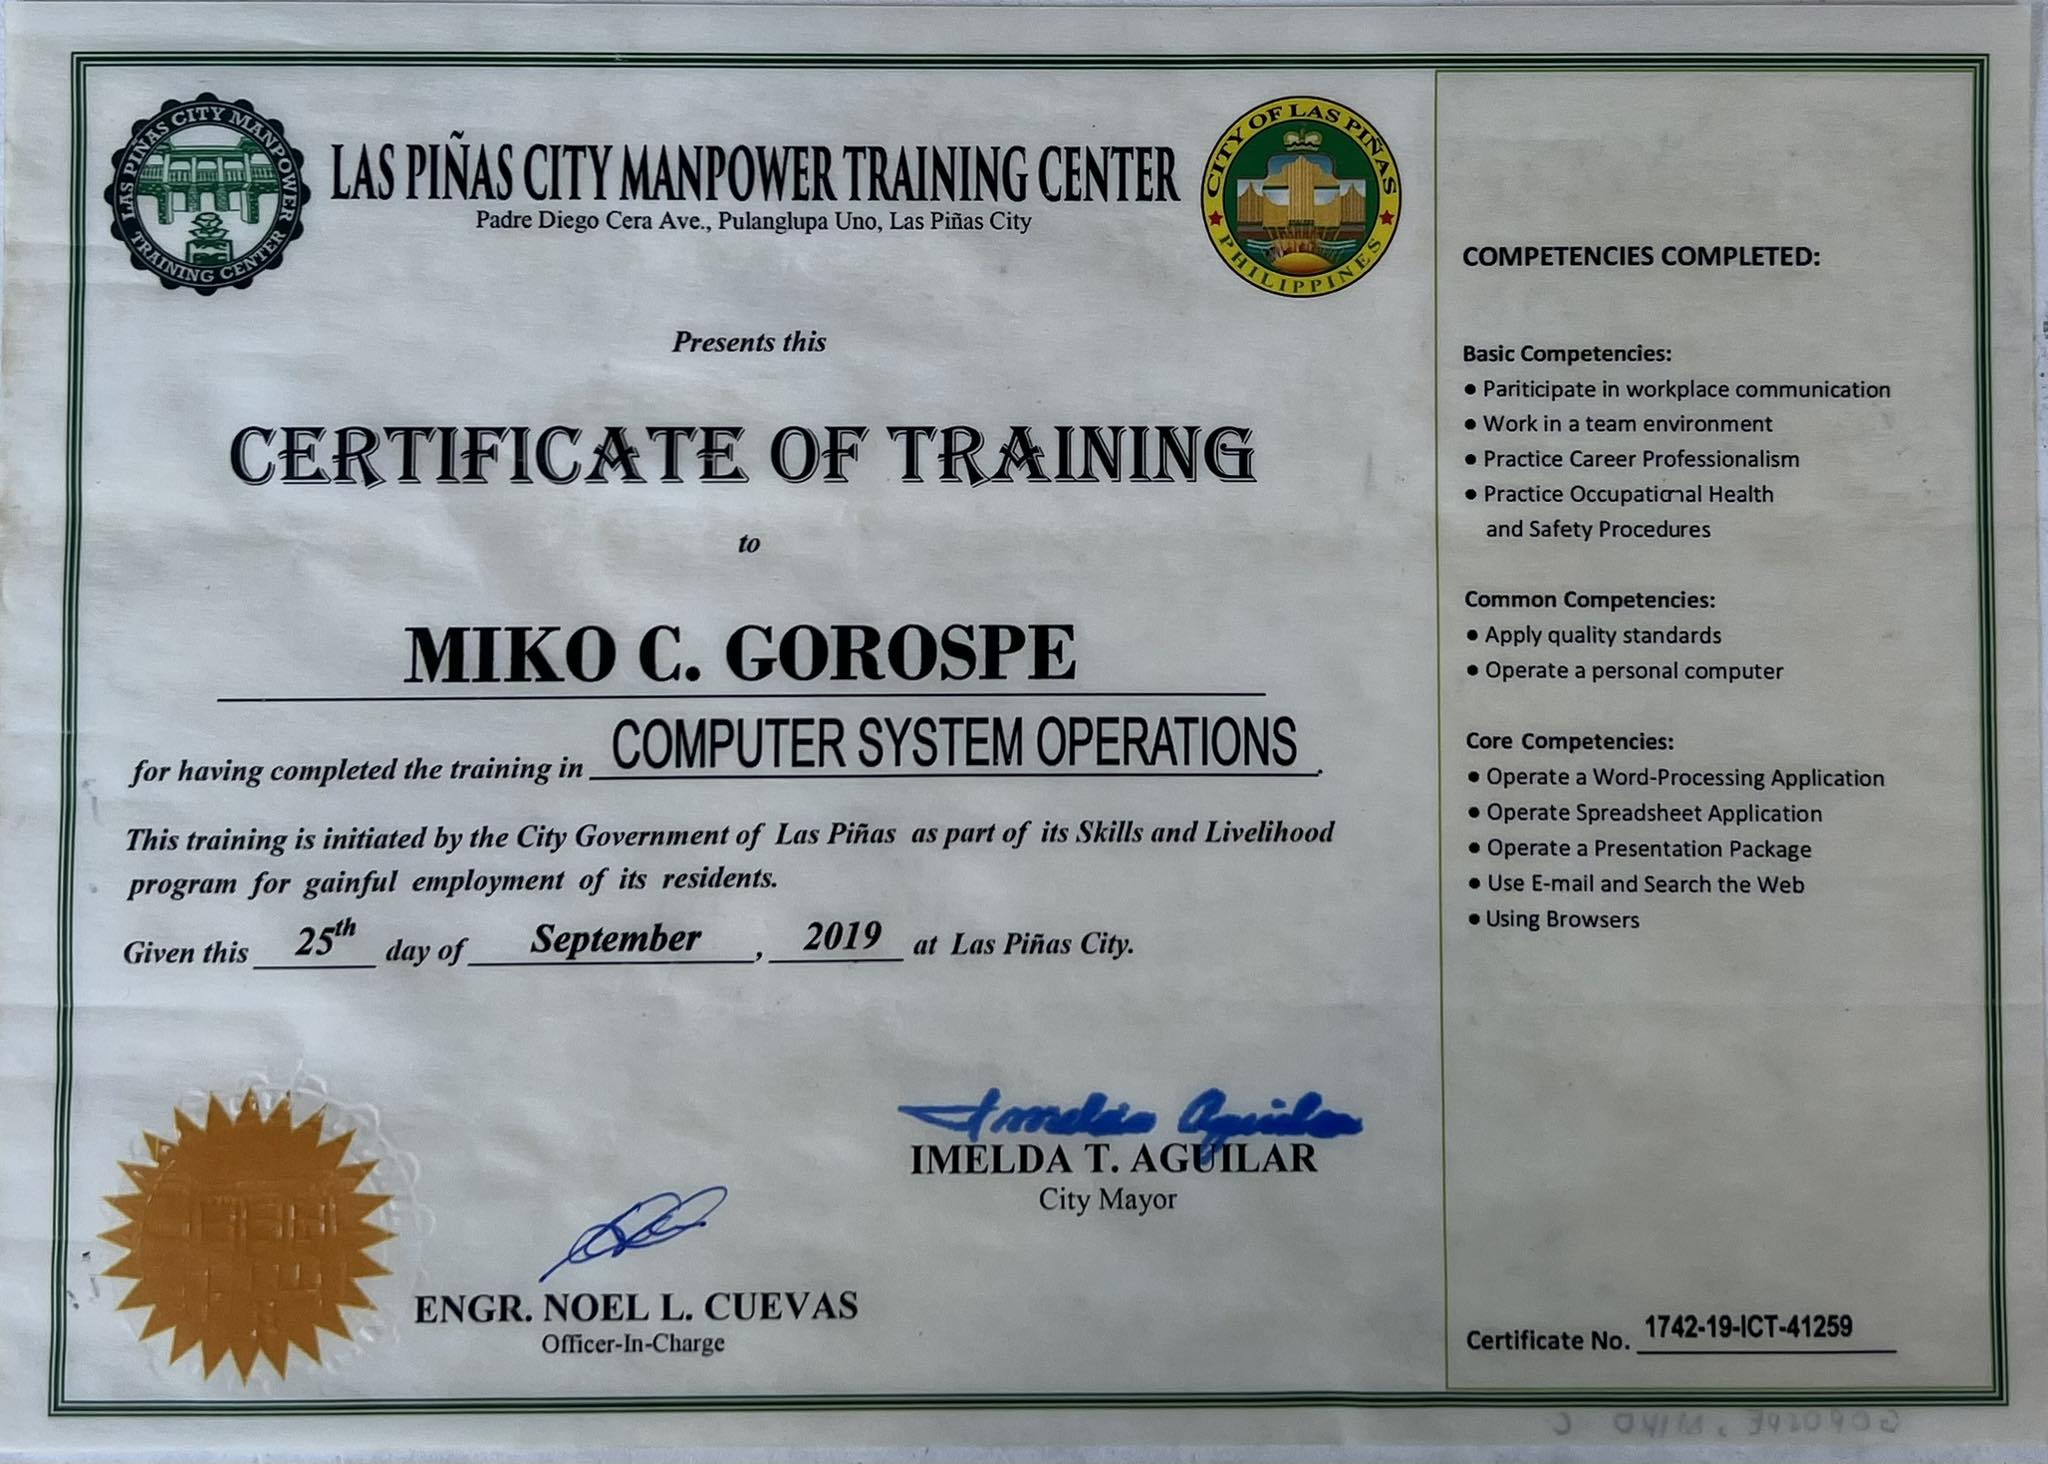 LAS PIÑAS CITY MANPOWER
TRAINING CENTER
LAS PIÑAS CITY MANPOWER TRAINING CENTER
Padre Diego Cera Ave., Pulanglupa Uno, Las Piñas City
CITY OF LAS PIÑAS
PHILIPPINES
Presents this
CERTIFICATE OF TRAINING
to
MIKO C. GOROSPE
for having completed the training in COMPUTER SYSTEM OPERATIONS.
This training is initiated by the City Government of Las Piñas as part of its Skills and Livelihood
program for gainful employment of its residents.
Given this 25th day of September, 2019 at Las Piñas City.
Imelda Aguilar
IMELDA T. AGUILAR
City Mayor
ENGR. NOEL L. CUEVAS
Officer-In-Charge
COMPETENCIES COMPLETED:
Basic Competencies:
• Pariticipate in workplace communication
• Work in a team environment
• Practice Career Professionalism
• Practice Occupational Health
and Safety Procedures
Common Competencies:
• Apply quality standards
• Operate a personal computer
Core Competencies:
• Operate a Word-Processing Application
• Operate Spreadsheet Application
• Operate a Presentation Package
• Use E-mail and Search the Web
• Using Browsers
Certificate No. 1742-19-ICT-41259
GOROSPE, MIKO C